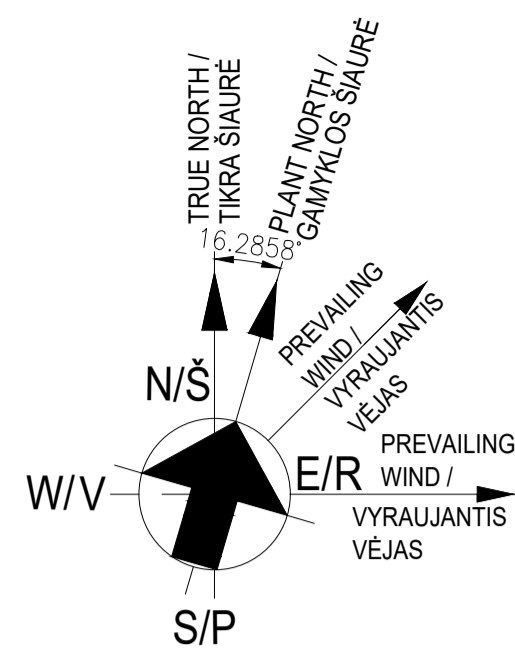 TRUE NORTH /
TIKRA ŠIAURĖ
PLANT NORTH /
GAMYKLOS ŠIAURĖ
16.2858°
PREVAILING
WIND /
VYRAUJANTIS
VĖJAS
N/Š
W/V
E/R
PREVAILING
WIND /
VYRAUJANTIS
VĖJAS
S/P